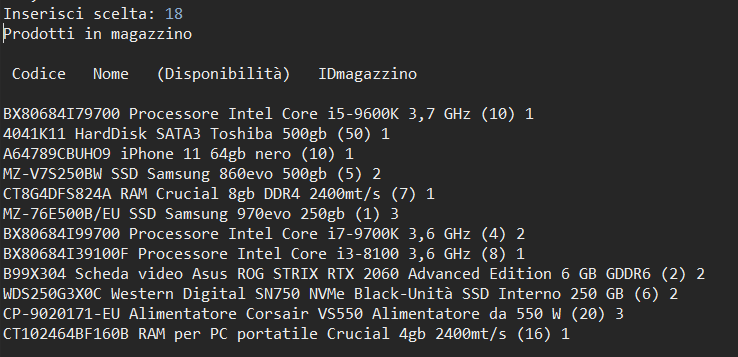 Inserisci scelta: 18
Prodotti in magazzino
Codice Nome (Disponibilità) IDmagazzino
BX80684I79700 Processore Intel Core i5-9600K 3,7 GHz (10) 1
4041K11 HardDisk SATA3 Toshiba 500gb (50) 1
A64789CBUHO9 iPhone 11 64gb nero (10) 1
MZ-V7S250BW SSD Samsung 860evo 500gb (5) 2
CT8G4DFS824A RAM Crucial 8gb DDR4 2400mt/s (7) 1
MZ-76E500B/EU SSD Samsung 970evo 250gb (1) 3
BX80684I99700 Processore Intel Core i7-9700K 3,6 GHz (4) 2
BX80684I39100F Processore Intel Core i3-8100 3,6 GHz (8) 1
B99X304 Scheda video Asus ROG STRIX RTX 2060 Advanced Edition 6 GB GDDR6 (2) 2
WDS250G3X0C Western Digital SN750 NVMe Black-Unità SSD Interno 250 GB (6) 2
CP-9020171-EU Alimentatore Corsair VS550 Alimentatore da 550 W (20) 3
CT102464BF160B RAM per PC portatile Crucial 4gb 2400mt/s (16) 1